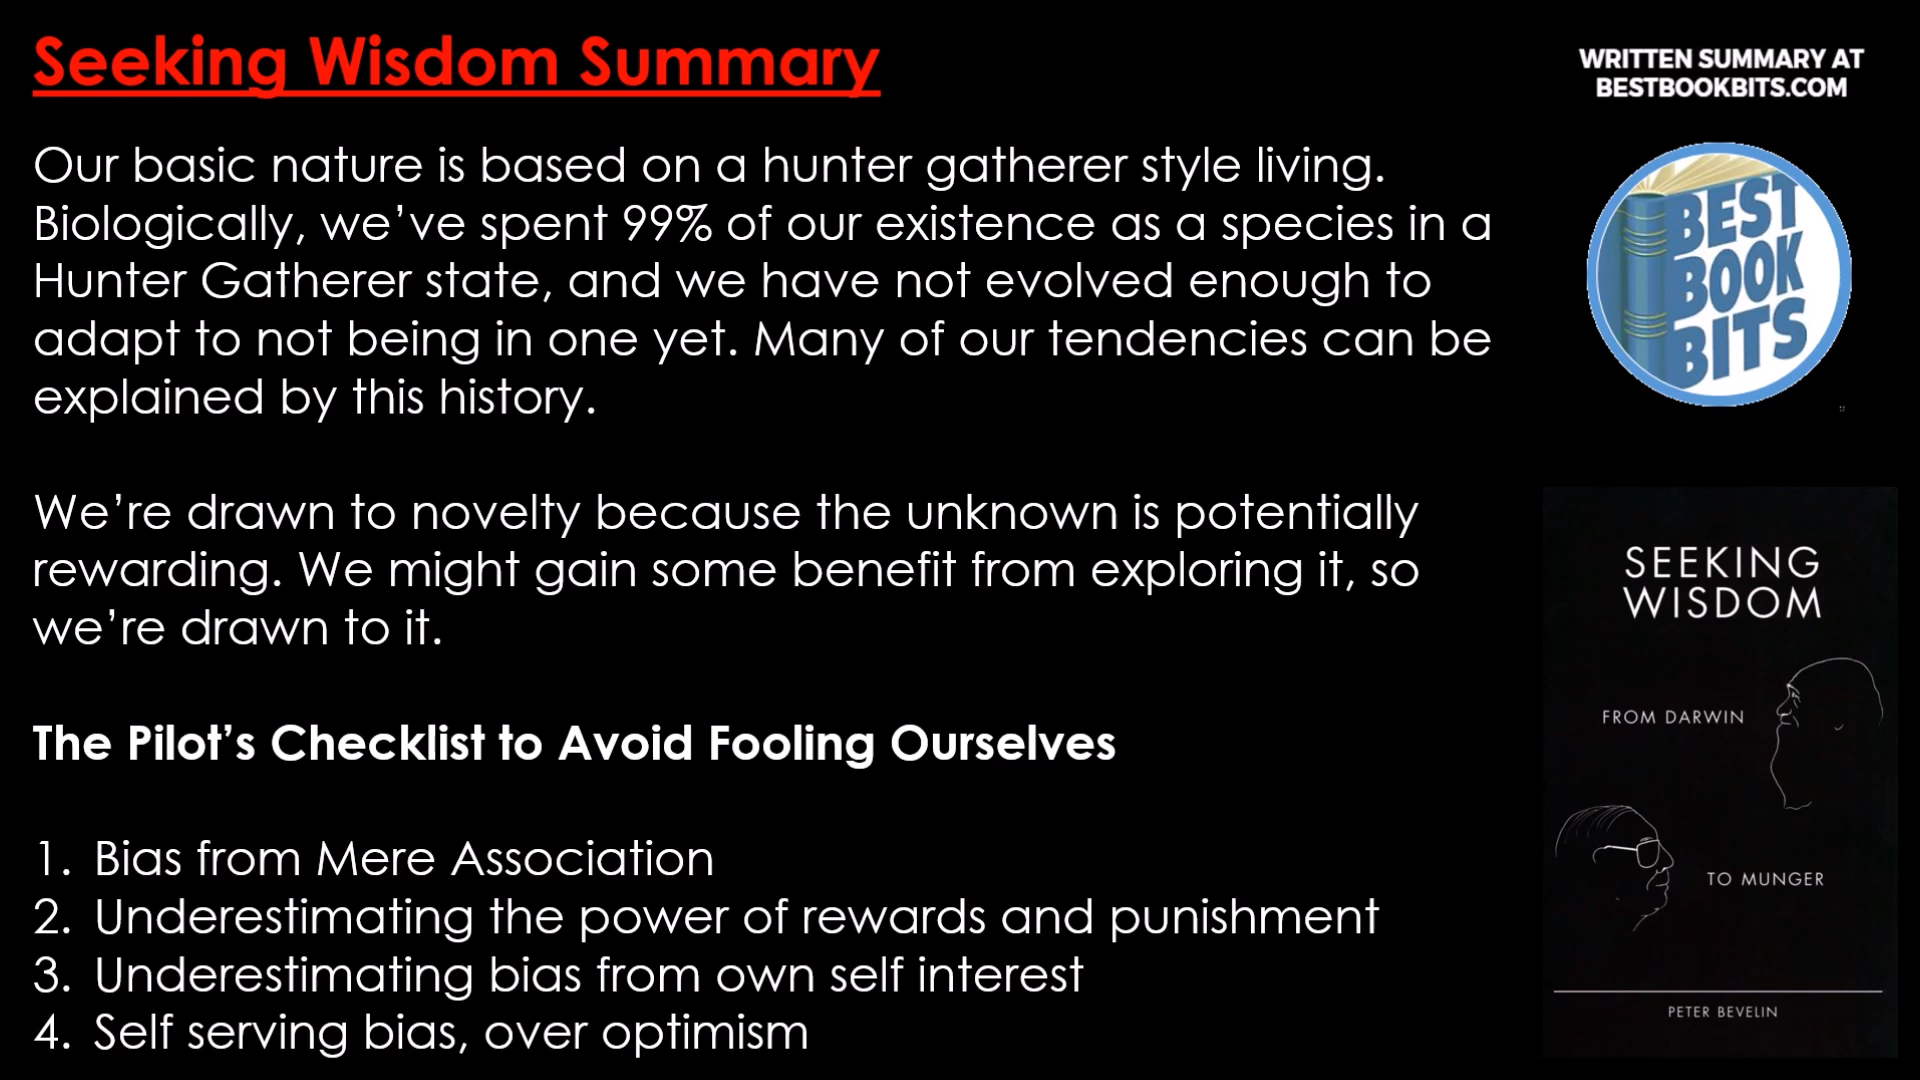 Seeking Wisdom Summary
Our basic nature is based on a hunter gatherer style living.
Biologically, we’ve spent 99% of our existence as a species in a
Hunter Gatherer state, and we have not evolved enough to
adapt to not being in one yet. Many of our tendencies can be
explained by this history.
We’re drawn to novelty because the unknown is potentially
rewarding. We might gain some benefit from exploring it, so
we’re drawn to it.
The Pilot’s Checklist to Avoid Fooling Ourselves
1. Bias from Mere Association
2. Underestimating the power of rewards and punishment
3. Underestimating bias from own self interest
4. Self serving bias, over optimism
WRITTEN SUMMARY AT
BESTBOOKBITS.COM
BEST
BOOK
BITS
SEEKING
WISDOM
FROM DARWIN
TO MUNGER
PETER BEVELIN